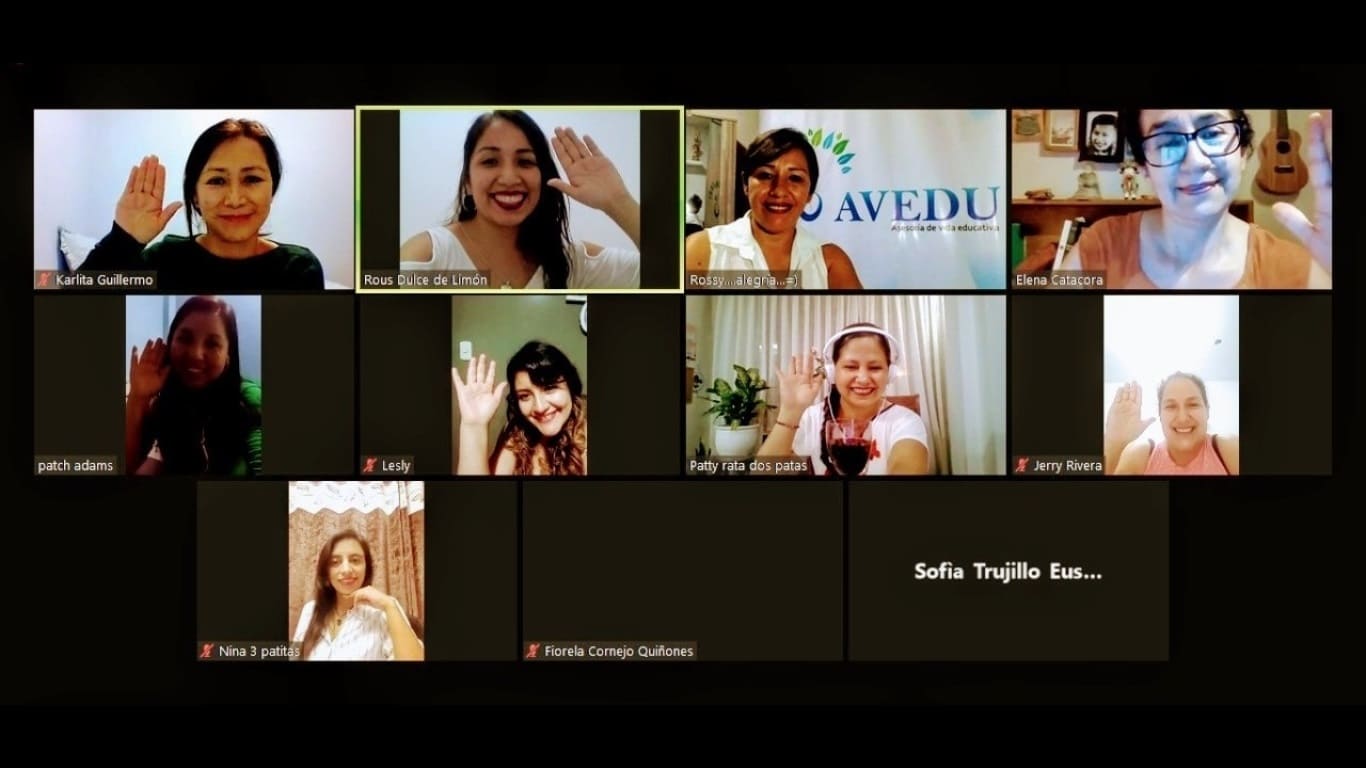 AVEDU
Asesoría de vida educativa
Karlita Guillermo
Rous Dulce de Limón
Rossy...alegria...=)
Elena Catacora
patch adams
Lesly
Patty rata dos patas
Jerry Rivera
Sofìa Trujillo Eus...
Nina 3 patitas
Fiorela Cornejo Quiñones